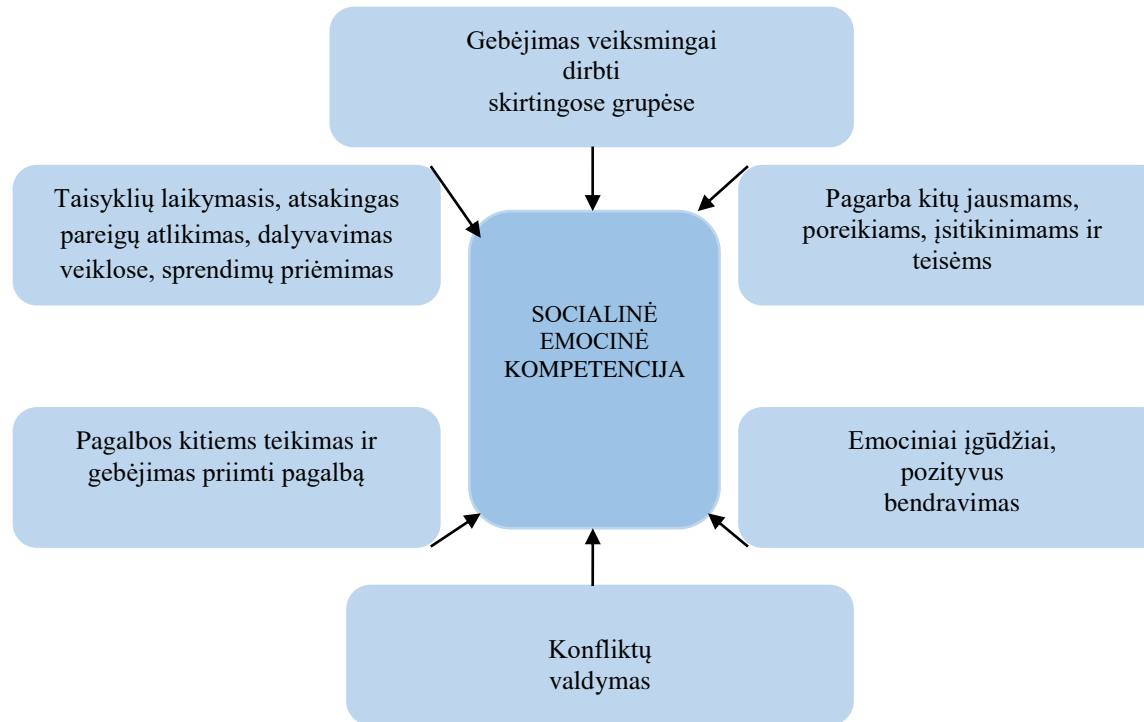 Gebėjimas veiksmingai
dirbti
skirtingose grupėse
Taisyklių laikymasis, atsakingas
pareigų atlikimas, dalyvavimas
veiklose, sprendimų priėmimas
Pagarba kitų jausmams,
poreikiams, įsitikinimams ir
teisėms
SOCIALINĖ
EMOCINĖ
KOMPETENCIJA
Pagalbos kitiems teikimas ir
gebėjimas priimti pagalbą
Emociniai įgūdžiai,
pozityvus
bendravimas
Konfliktų
valdymas